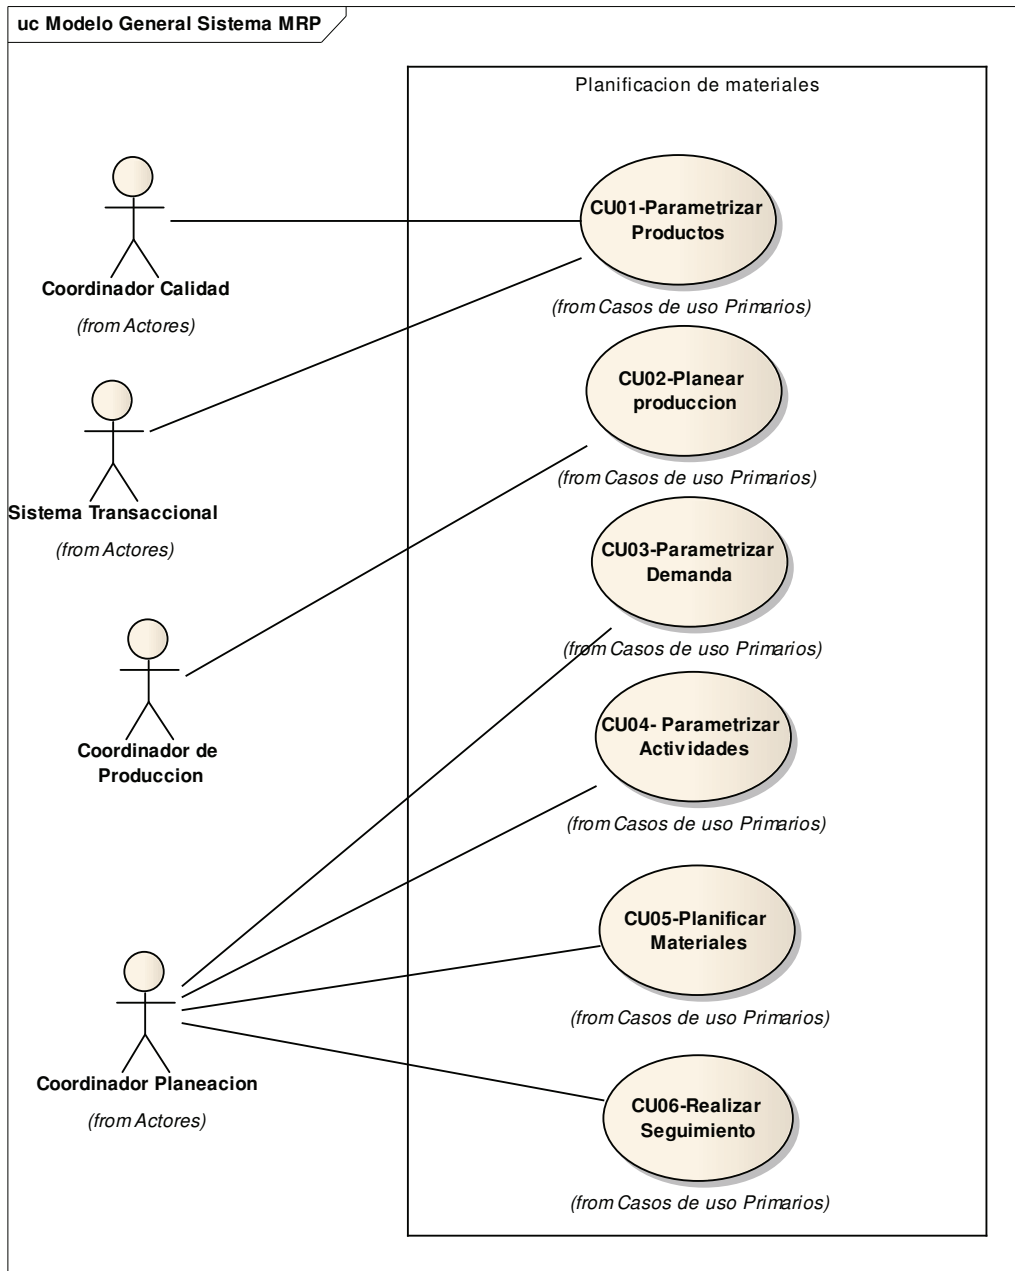 uc Modelo General Sistema MRP
Planificacion de materiales
Coordinador Calidad
(from Actores)
CU01-Parametrizar
Productos
(from Casos de uso Primarios)
Sistema Transaccional
(from Actores)
CU02-Planear
produccion
(from Casos de uso Primarios)
CU03-Parametrizar
Demanda
(from Casos de uso Primarios)
Coordinador de
Produccion
CU04- Parametrizar
Actividades
(from Casos de uso Primarios)
CU05-Planificar
Materiales
(from Casos de uso Primarios)
Coordinador Planeacion
(from Actores)
CU06-Realizar
Seguimiento
(from Casos de uso Primarios)